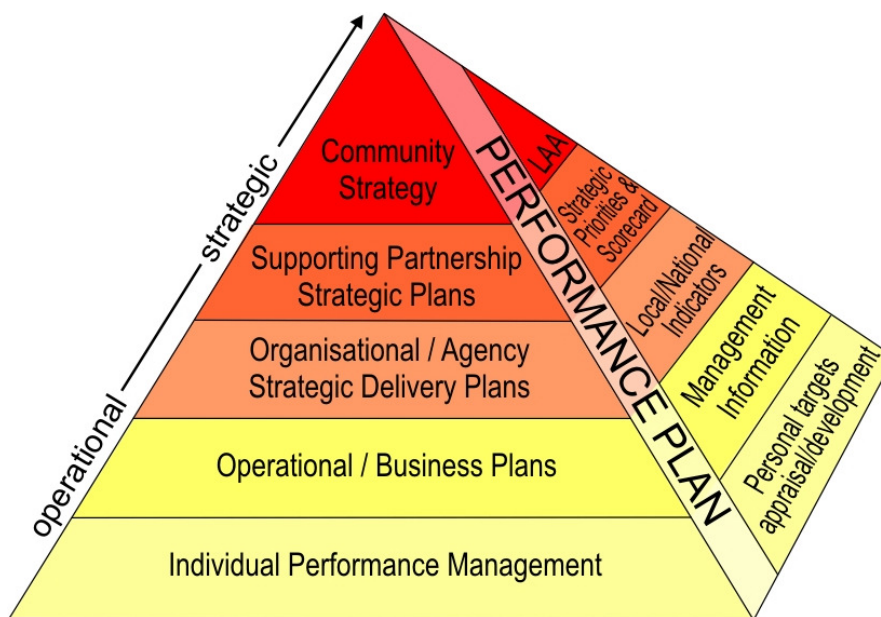 Community
Strategy
Supporting Partnership
Strategic Plans
Organisational / Agency
Strategic Delivery Plans
Operational / Business Plans
Individual Performance Management
operational
strategic
PERFORMANCE PLAN
LAA
Strategic
Priorities &
Scorecard
Local/National
Indicators
Management
Information
Personal targets
appraisal/development